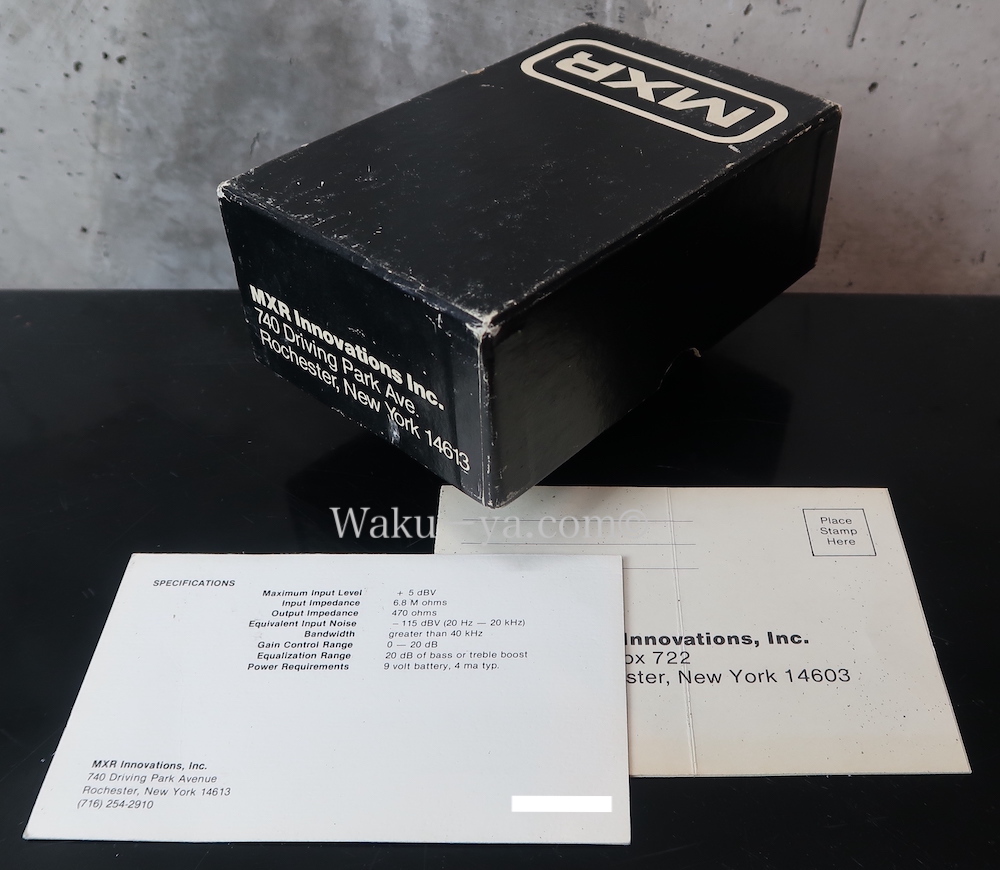 MXR
MXR Innovations Inc.
740 Driving Park Ave.
Rochester, New York 14613
Waku ya.com©
Place
Stamp
Here
SPECIFICATIONS
Maximum Input Level + 5 dBV
Input Impedance 6.8 M ohms
Output Impedance 470 ohms
Equivalent Input Noise – 115 dBV (20 Hz — 20 kHz)
Bandwidth greater than 40 kHz
Gain Control Range 0 — 20 dB
Equalization Range 20 dB of bass or treble boost
Power Requirements 9 volt battery, 4 ma typ.
Innovations, Inc.
ox 722
ster, New York 14603
MXR Innovations, Inc.
740 Driving Park Avenue
Rochester, New York 14613
(716) 254-2910